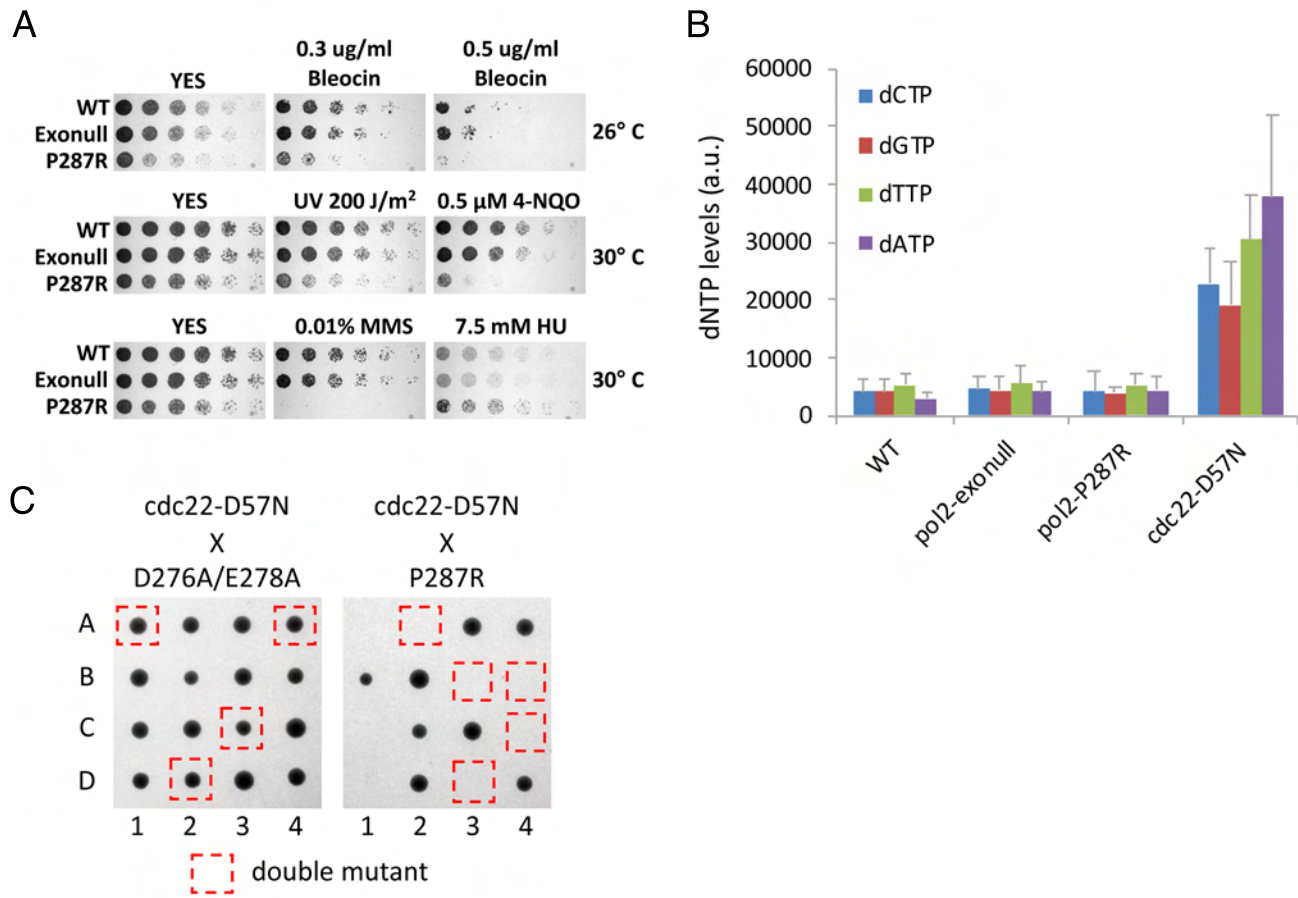 A
0.3 ug/ml 0.5 ug/ml
YES Bleocin Bleocin
WT
Exonull 26° C
P287R
YES UV 200 J/m² 0.5 µM 4-NQO
WT
Exonull 30° C
P287R
YES 0.01% MMS 7.5 mM HU
WT
Exonull 30° C
P287R
B
60000
50000
40000
30000
20000
10000
0
dNTP levels (a.u.)
dCTP
dGTP
dTTP
dATP
WT
pol2-exonull
pol2-P287R
cdc22-D57N
C
cdc22-D57N cdc22-D57N
X X
D276A/E278A P287R
A
B
C
D
1 2 3 4 1 2 3 4
double mutant